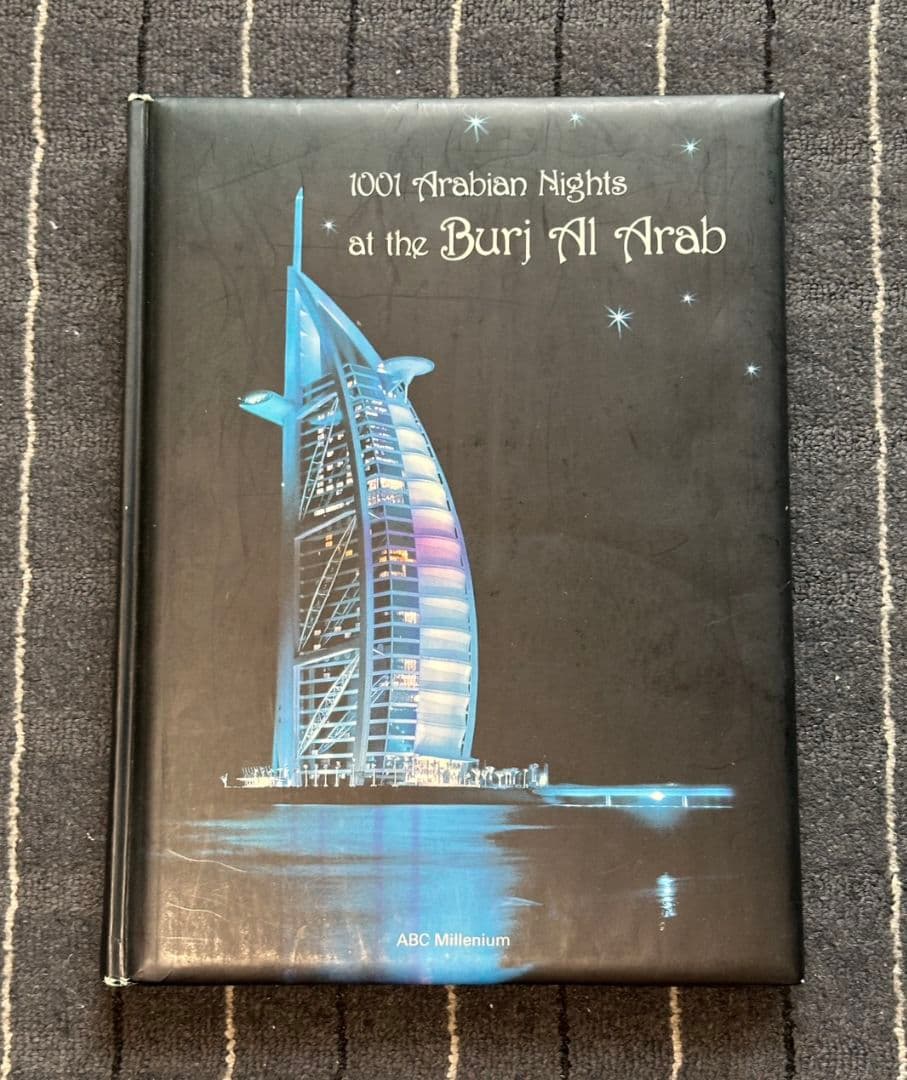 1001 Arabian Nights
at the Burj Al Arab
ABC Millenium